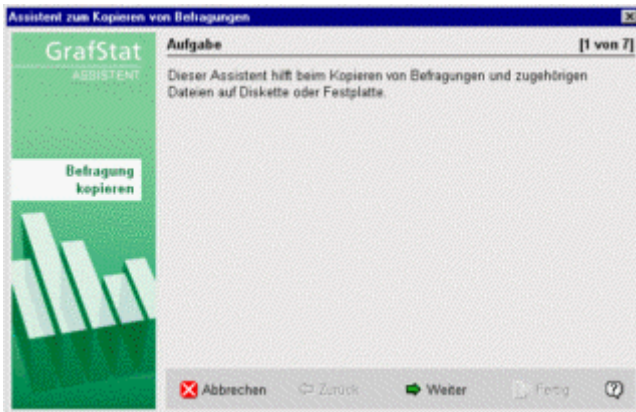 Assistent zum Kopieren von Befragungen
GrafStat
ASSISTENT
Befragung
kopieren
Aufgabe [1 von 7]
Dieser Assistent hilft beim Kopieren von Befragungen und zugehörigen
Dateien auf Diskette oder Festplatte.
Abbrechen Zurück Weiter Fertig